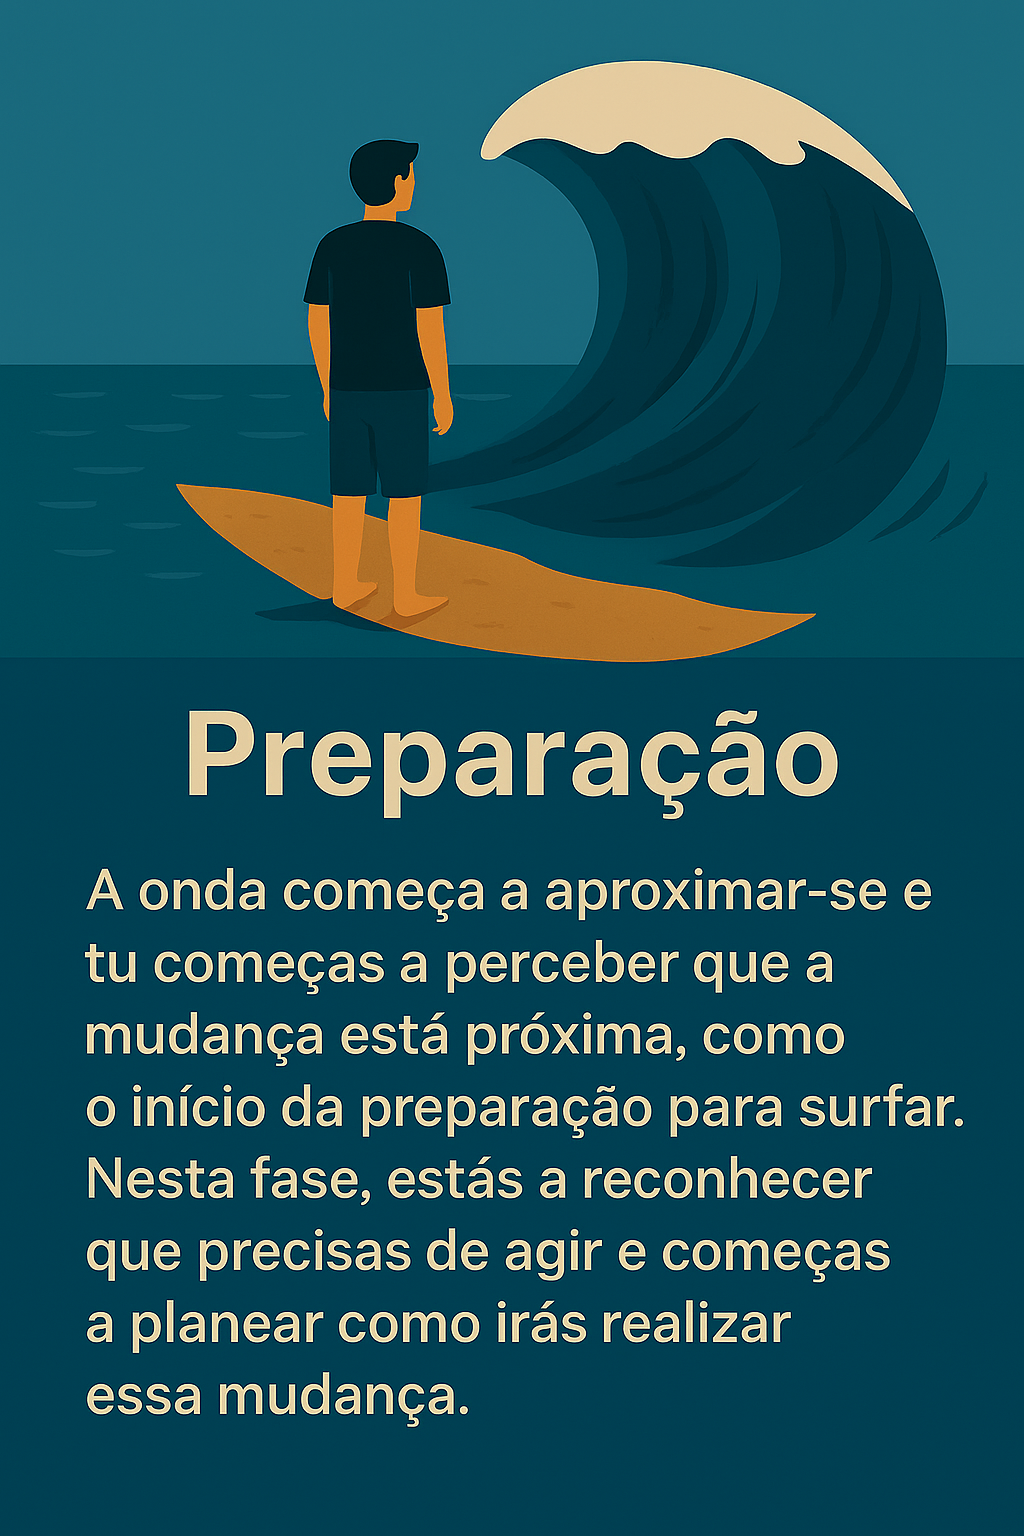 Preparação
A onda começa a aproximar-se e
tu começas a perceber que a
mudança está próxima, como
o início da preparação para surfar.
Nesta fase, estás a reconhecer
que precisas de agir e começas
a planear como irás realizar
essa mudança.